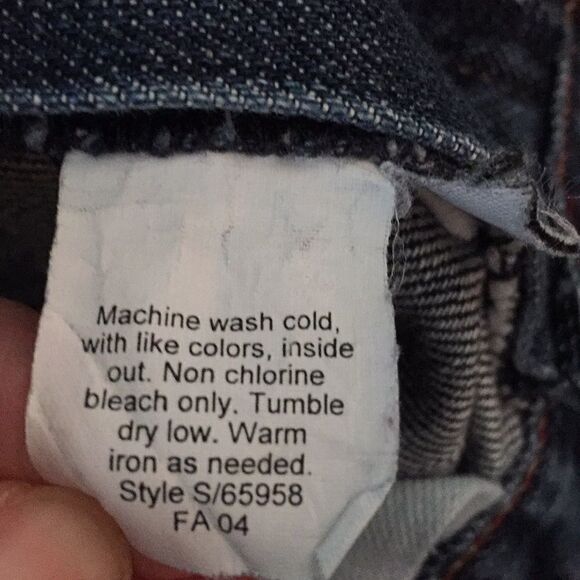 Machine wash cold,
with like colors, inside
out. Non chlorine
bleach only. Tumble
dry low. Warm
iron as needed.
Style S/65958
FA 04